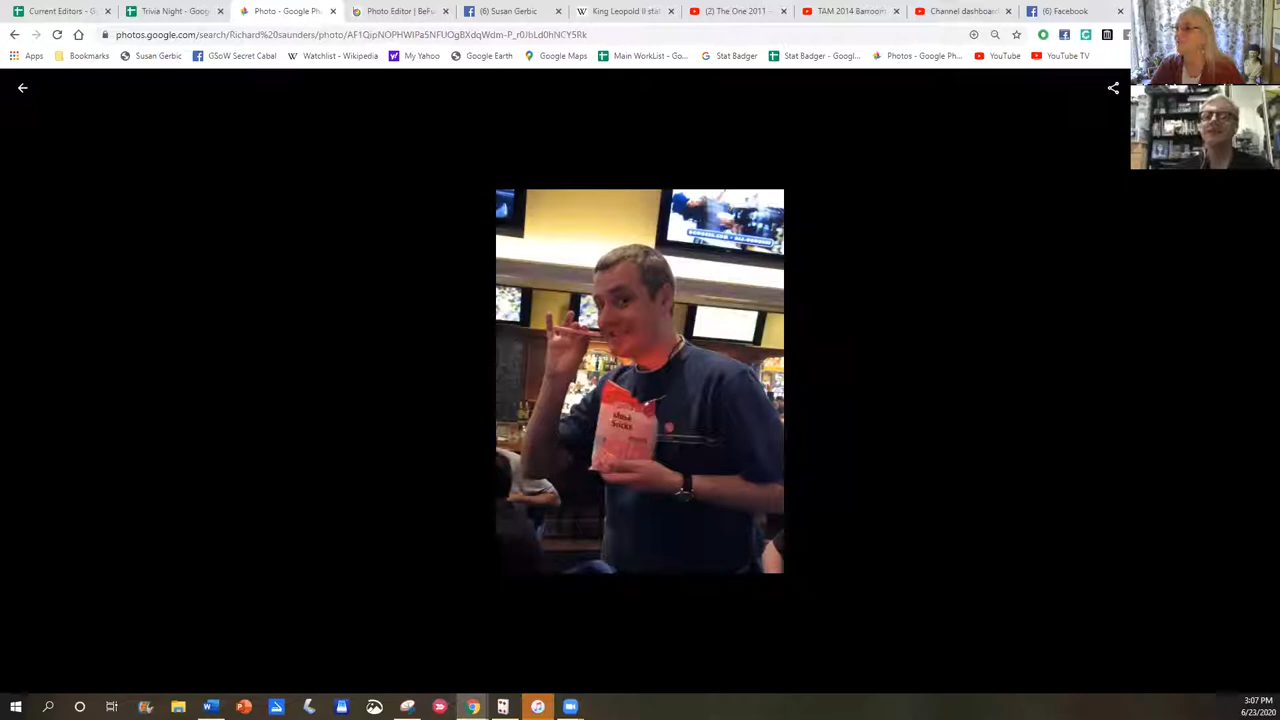 Current Editors - G
Trivia Night - Goog
Photo - Google Ph
Photo Editor | BeFu
(6) Susan Gerbic
King Leopold II stat
(2) The One 2011 -
TAM 2014 Barroom
Channel dashboard
(6) Facebook
photos.google.com/search/Richard%20saunders/photo/
Apps
Bookmarks
Susan Gerbic
GSoW Secret Cabal
Watchlist - Wikipedia
My Yahoo
Google Earth
Google Maps
Main WorkList - Go...
Stat Badger
Stat Badger - Googl...
Photos - Google Ph...
YouTube
YouTube TV
Musk
Sticks
3:07 PM
6/23/2020